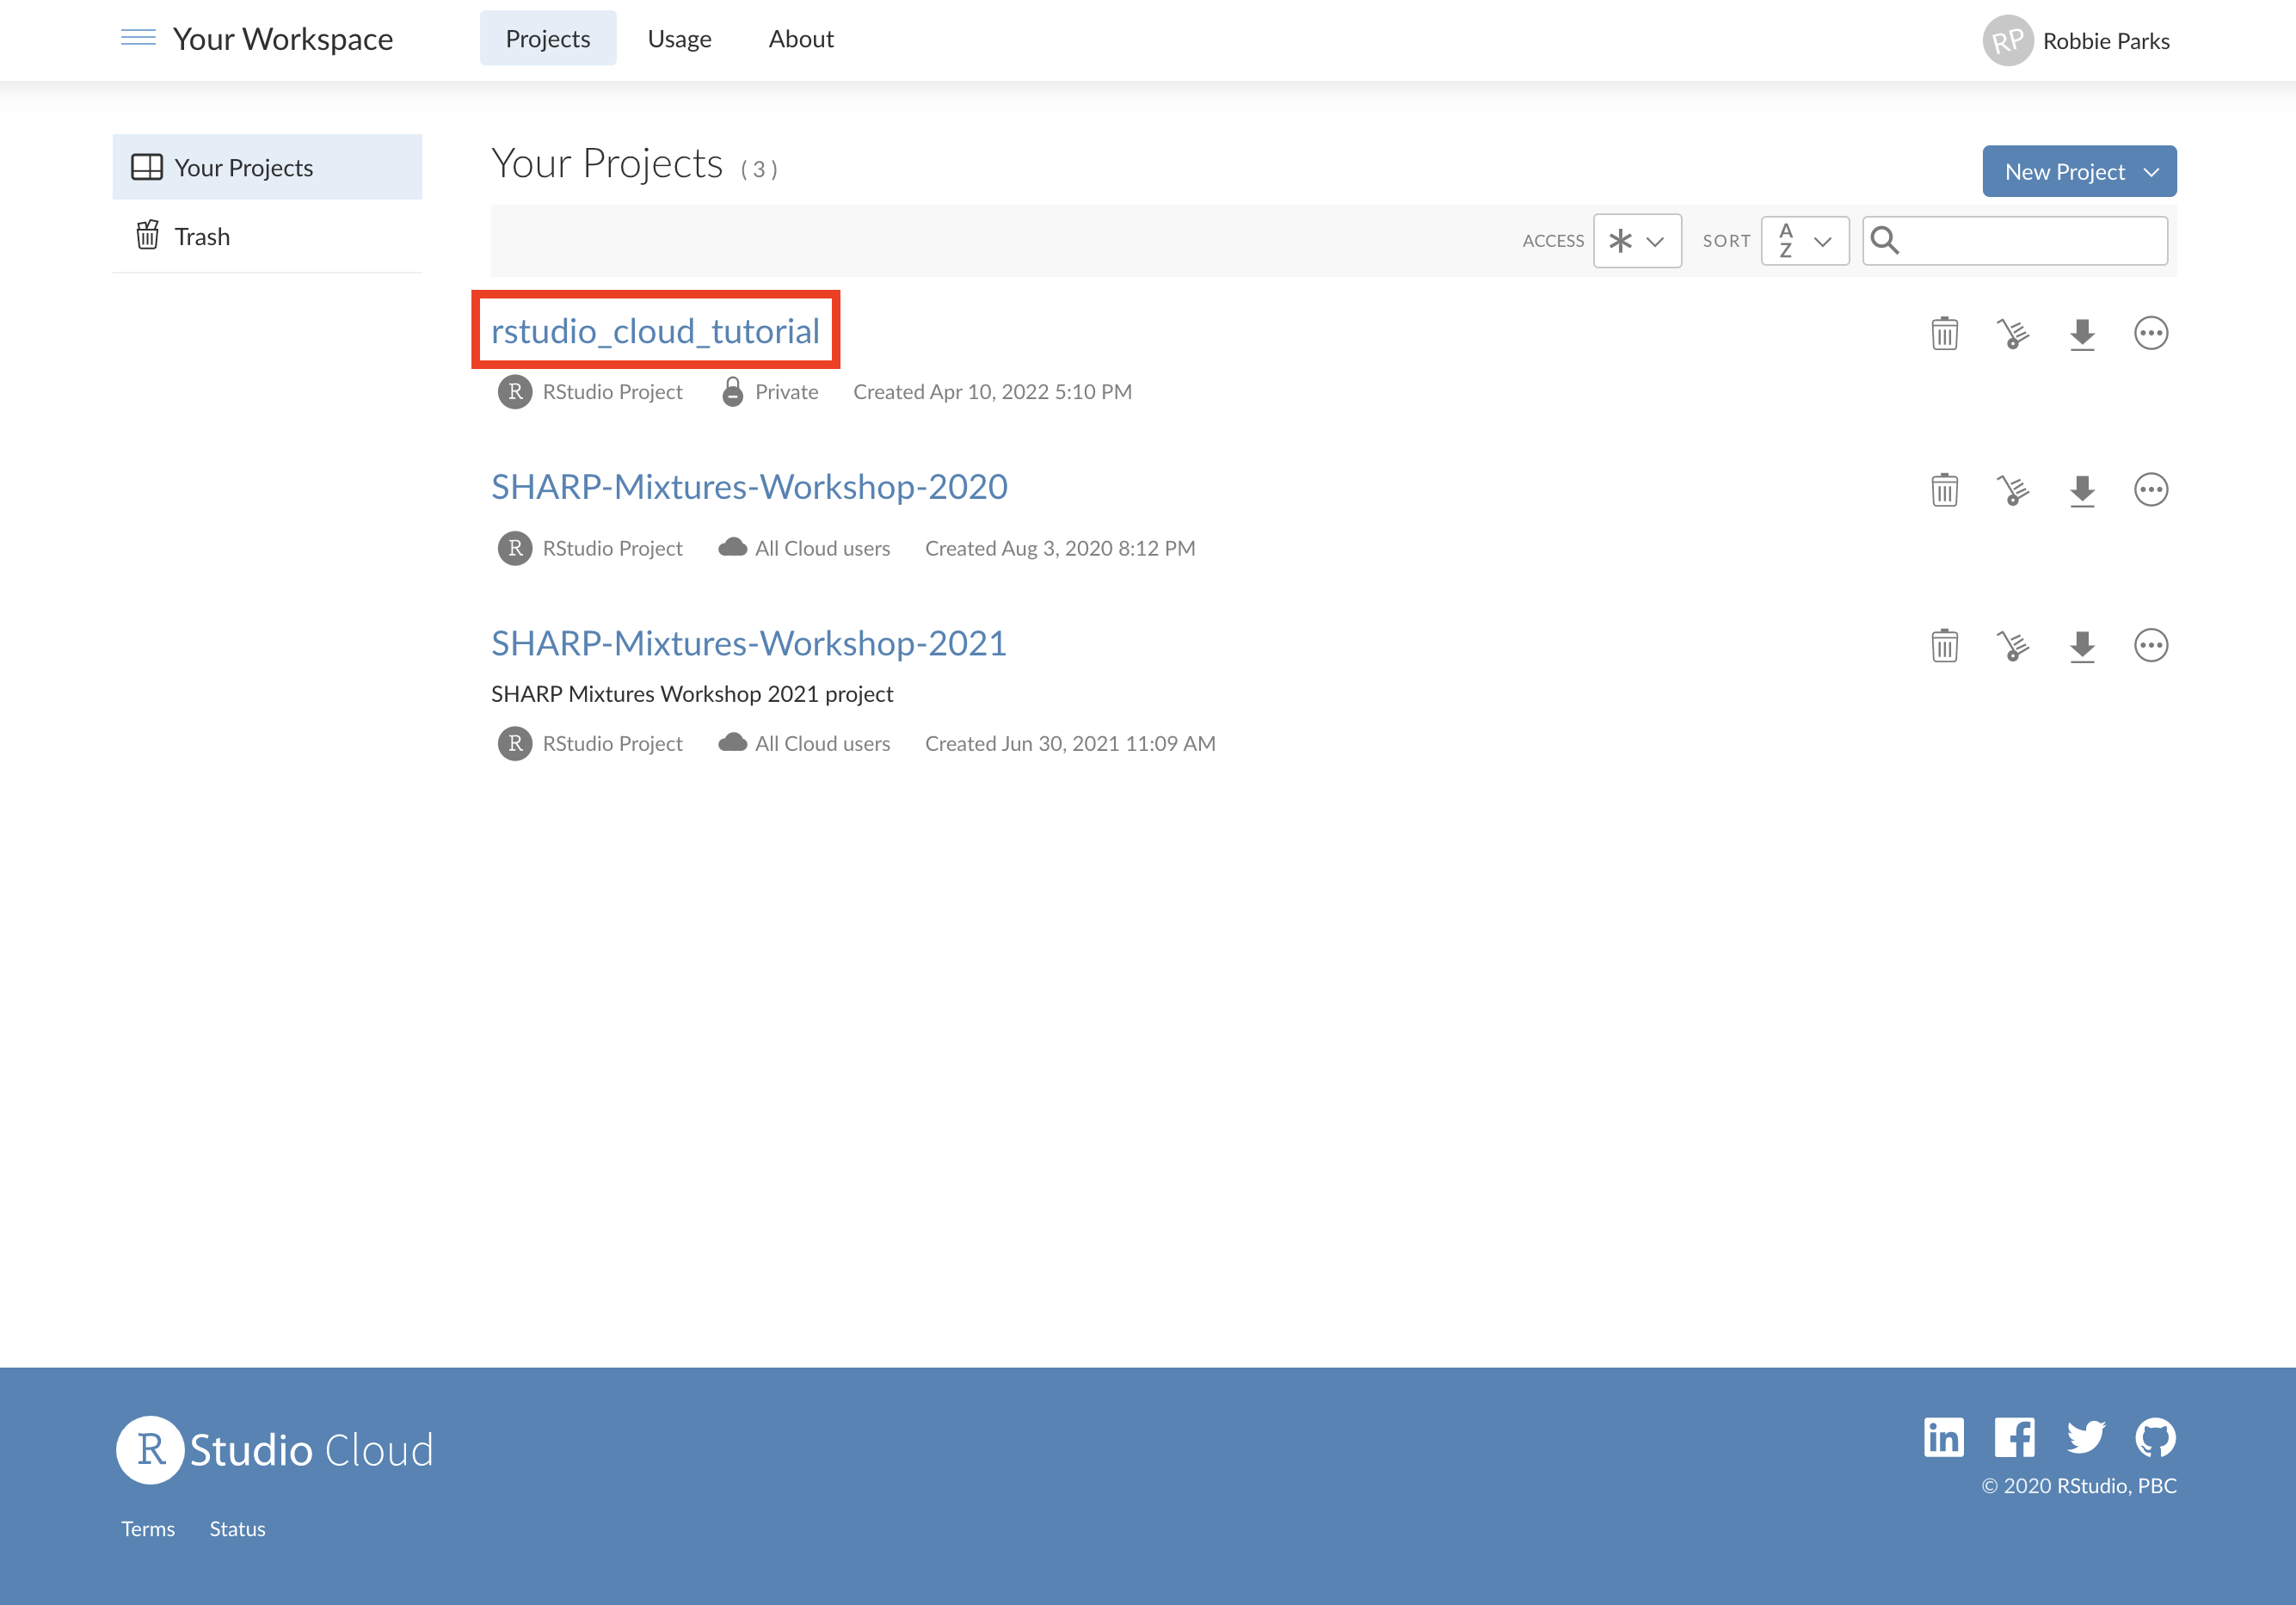 Your Workspace Projects Usage About RP Robbie Parks
Your Projects
Trash
Your Projects ( 3 )
New Project
ACCESS SORT A Z
rstudio_cloud_tutorial
R RStudio Project Private Created Apr 10, 2022 5:10 PM
SHARP-Mixtures-Workshop-2020
R RStudio Project All Cloud users Created Aug 3, 2020 8:12 PM
SHARP-Mixtures-Workshop-2021
SHARP Mixtures Workshop 2021 project
R RStudio Project All Cloud users Created Jun 30, 2021 11:09 AM
R Studio Cloud
in f
© 2020 RStudio, PBC
Terms Status